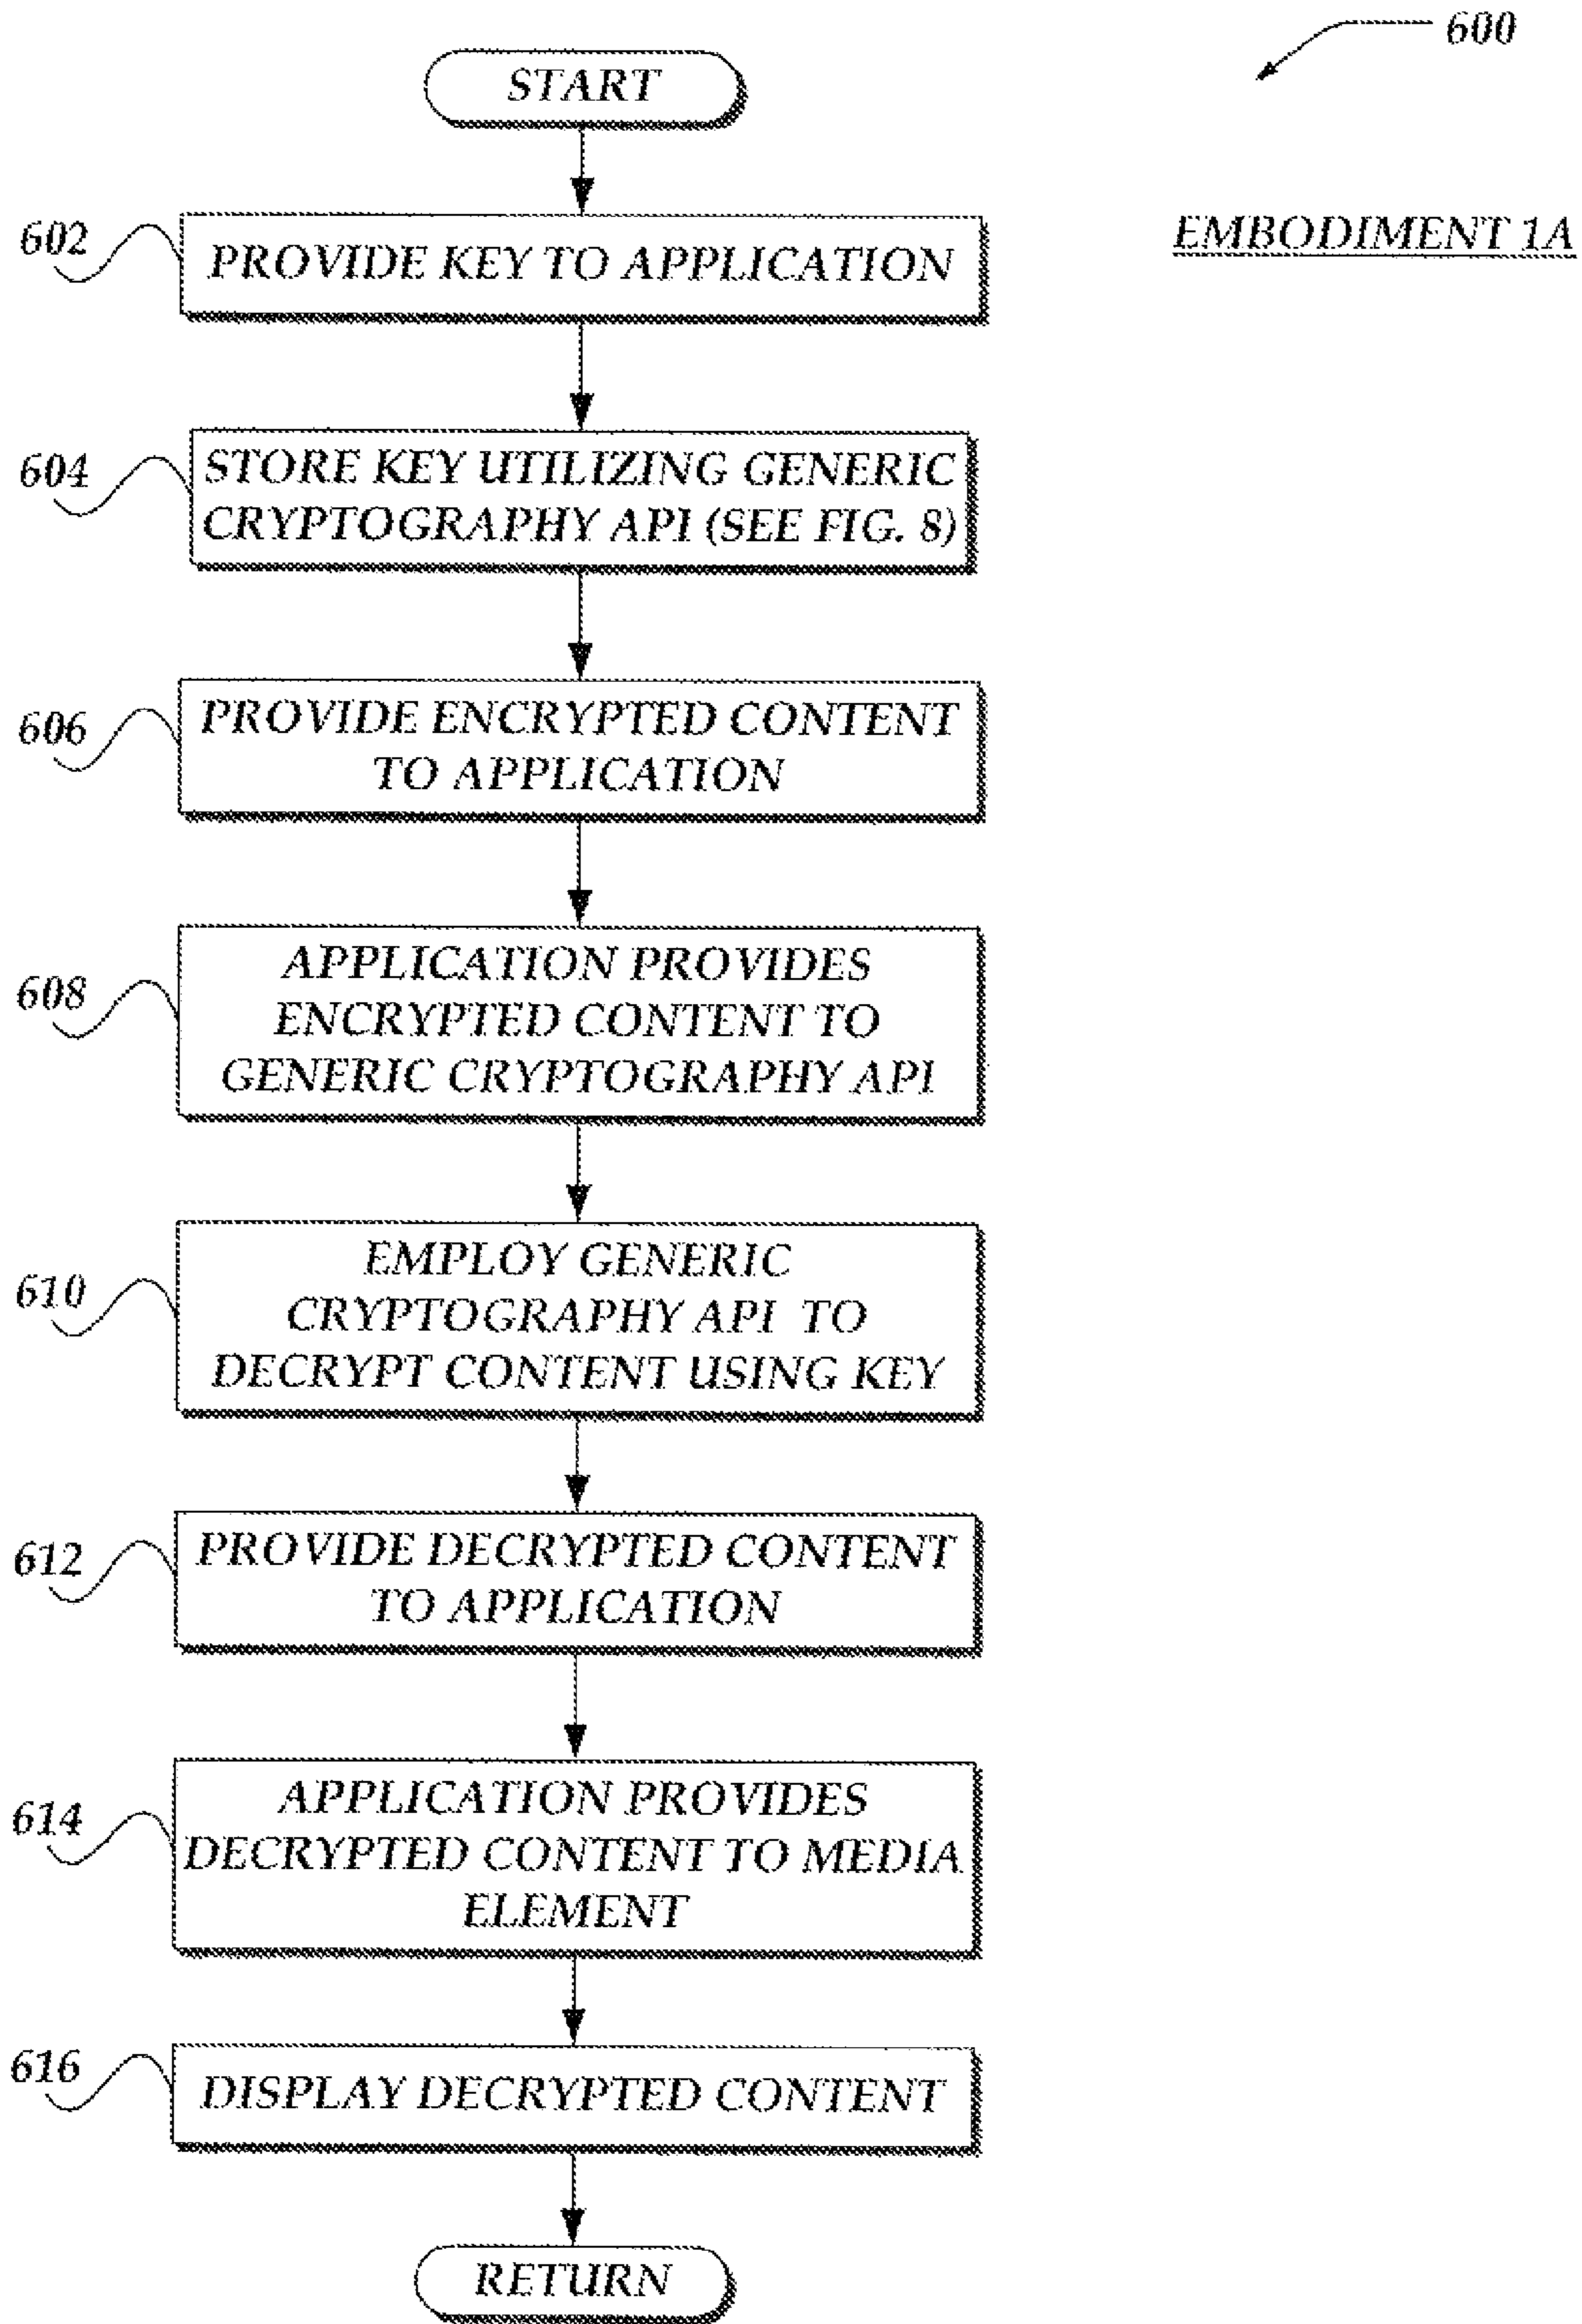 600
START
EMBODIMENT 1A
602
PROVIDE KEY TO APPLICATION
604
STORE KEY UTILIZING GENERIC
CRYPTOGRAPHY API (SEE FIG. 8)
606
PROVIDE ENCRYPTED CONTENT
TO APPLICATION
608
APPLICATION PROVIDES
ENCRYPTED CONTENT TO
GENERIC CRYPTOGRAPHY API
610
EMPLOY GENERIC
CRYPTOGRAPHY API TO
DECRYPT CONTENT USING KEY
612
PROVIDE DECRYPTED CONTENT
TO APPLICATION
614
APPLICATION PROVIDES
DECRYPTED CONTENT TO MEDIA
ELEMENT
616
DISPLAY DECRYPTED CONTENT
RETURN